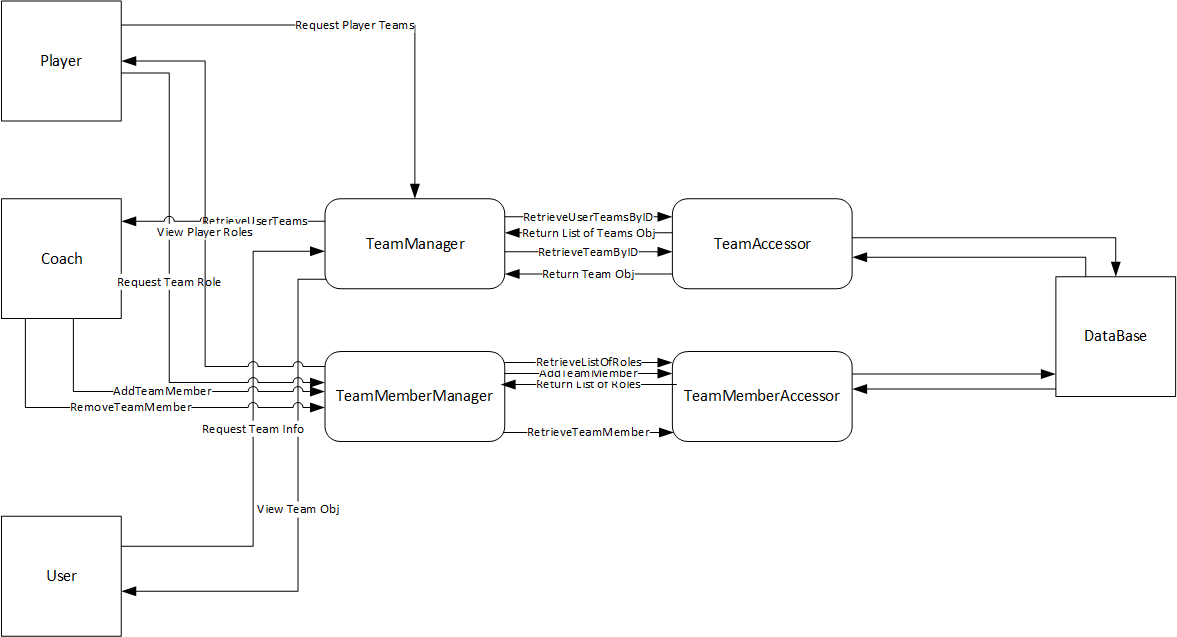 Request Player Teams
Player
RetrieveUserTeams
View Player Roles
Coach
Request Team Role
TeamManager
RetrieveUserTeamsByID
Return List of Teams Obj
RetrieveTeamByID
Return Team Obj
TeamAccessor
DataBase
AddTeamMember
RemoveTeamMember
TeamMemberManager
RetrieveListOfRoles
AddTeamMember
Return List of Roles
RetrieveTeamMember
TeamMemberAccessor
Request Team Info
View Team Obj
User